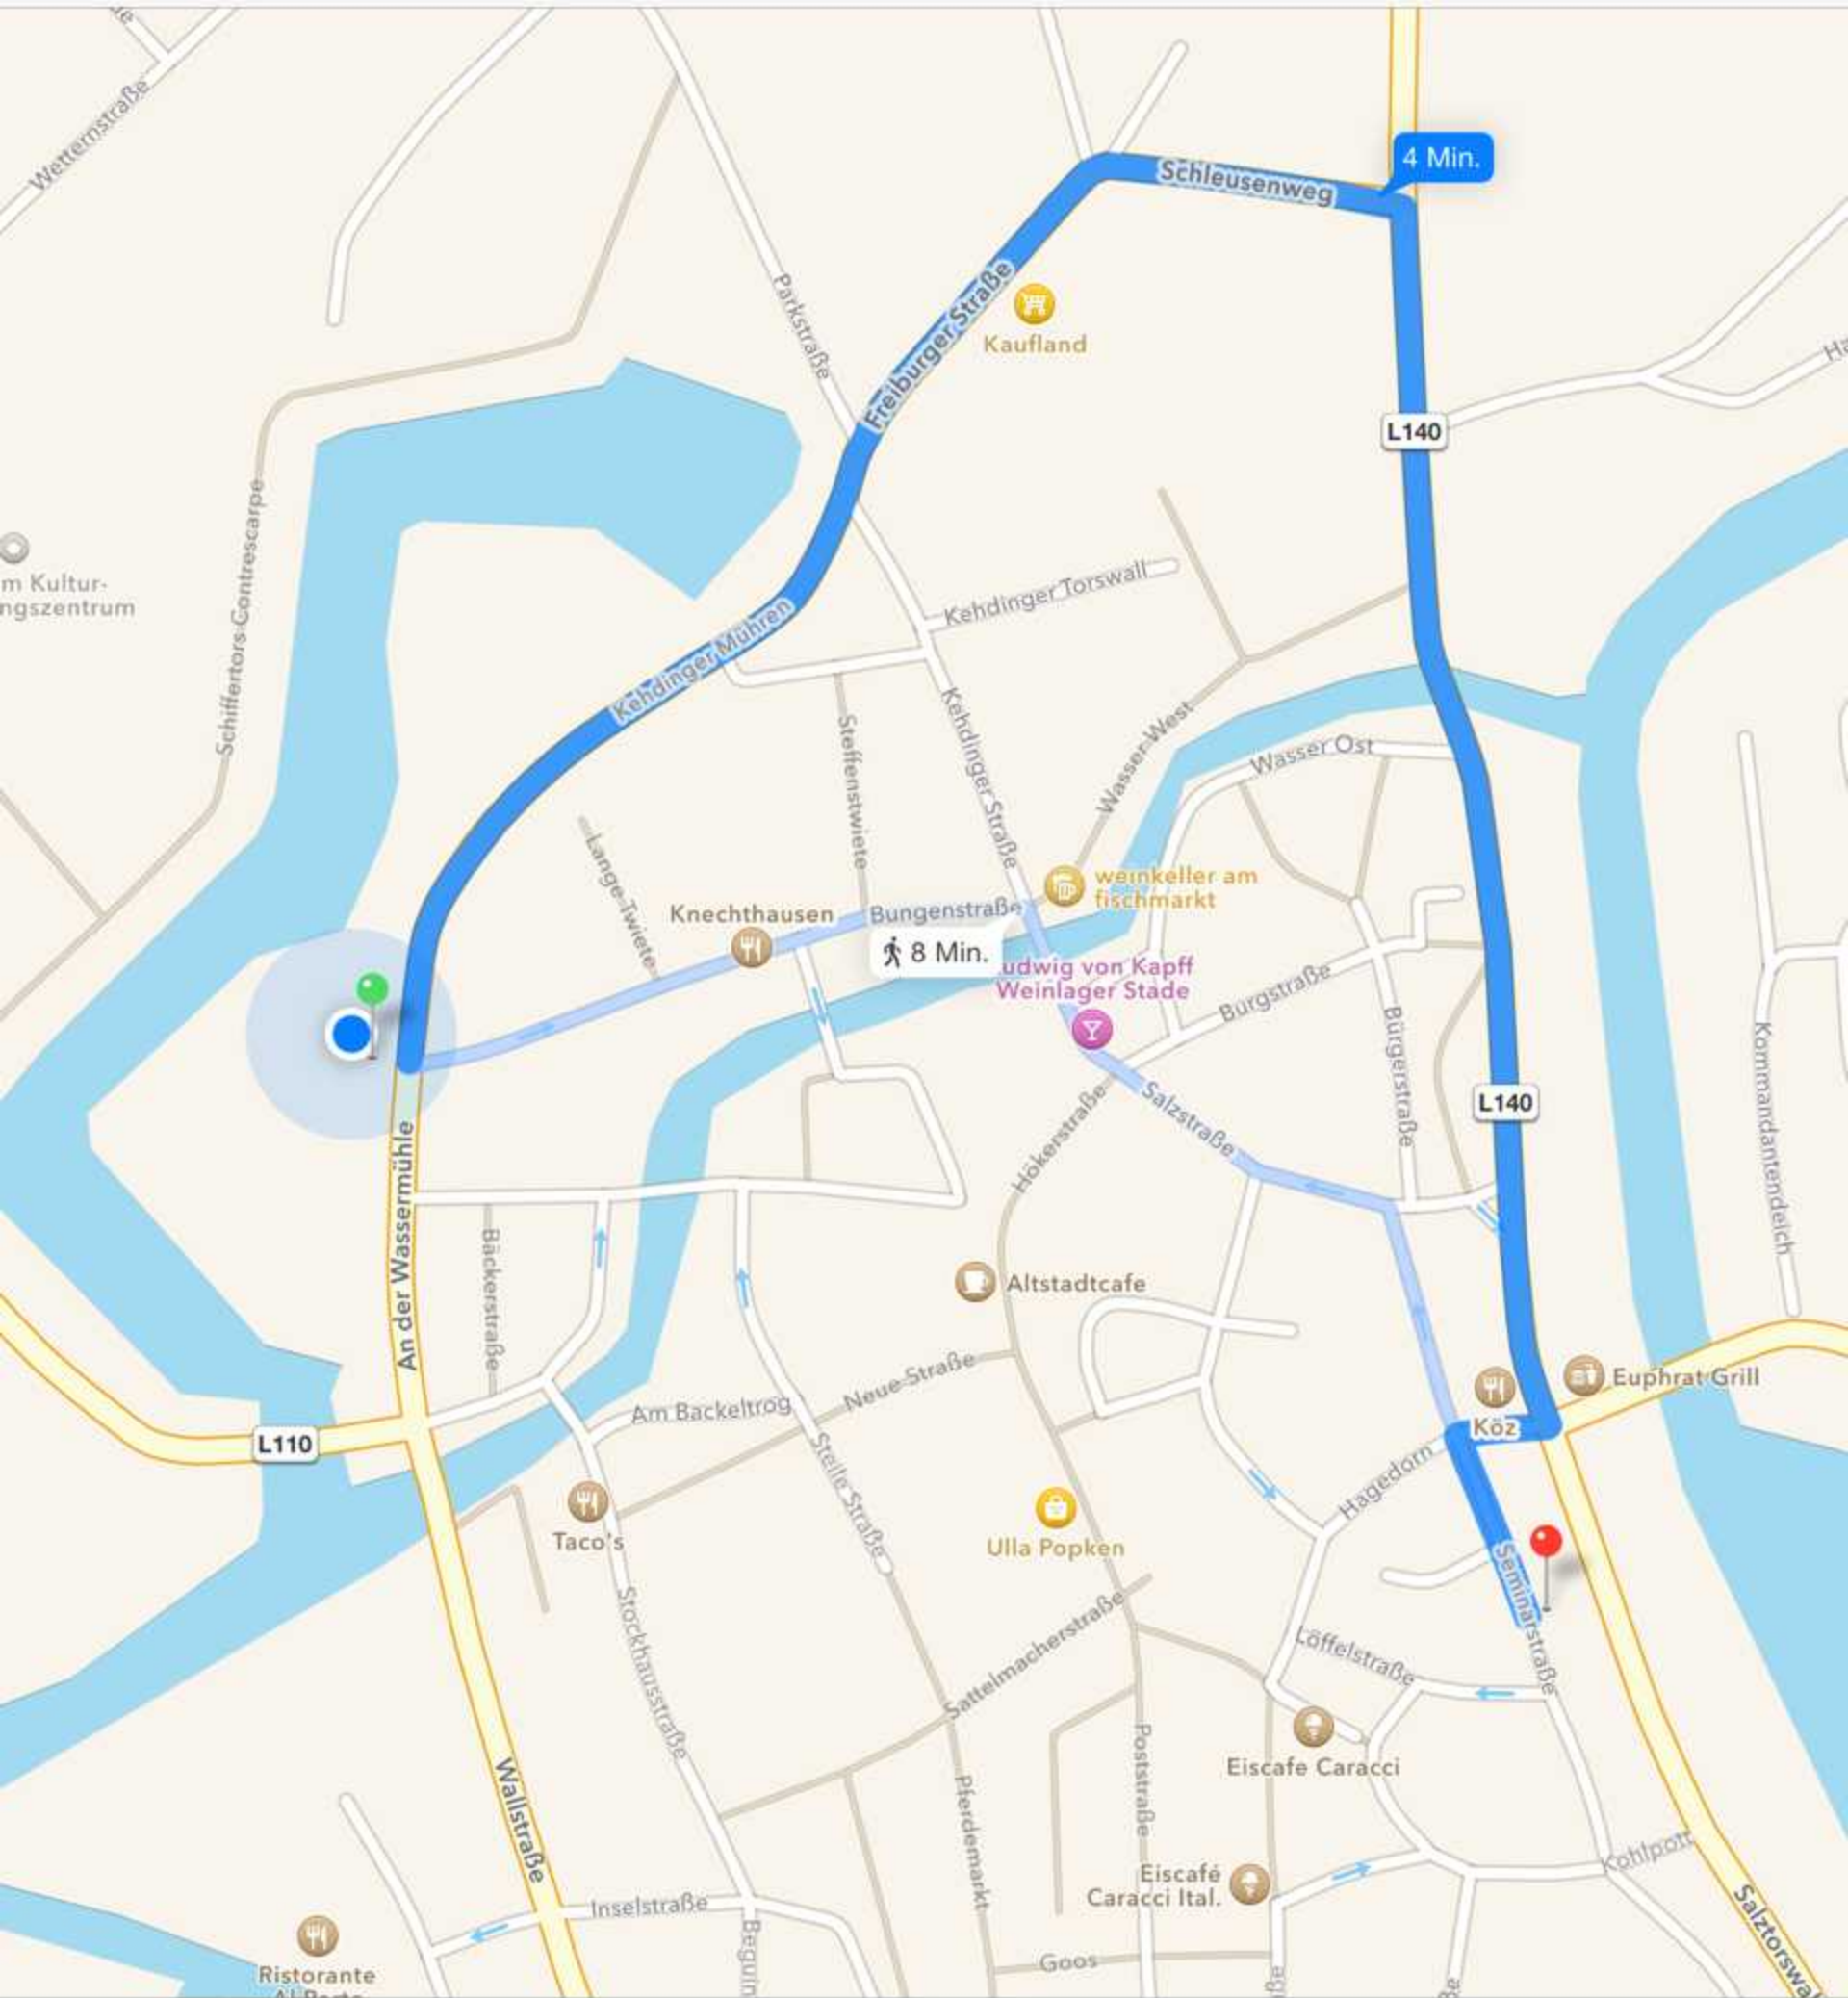 Wetternstraße
Schleusenweg
4 Min.
Freiburger Straße
Parkstraße
Kaufland
L140
Schiffertors-Contrescarpe
m Kultur-
ngszentrum
Kehdinger Torswall
Kehdinger Mühren
Kehdinger Straße
Steffenstwiete
Wasser West
Wasser Ost
Lange Twiete
Knechthausen
Bungenstraße
weinkeller am
fischmarkt
8 Min.
udwig von Kapff
Weinlager Stade
Burgstraße
Bürgerstraße
Kommandantendeich
L140
Salzstraße
Hökerstraße
An der Wassermühle
Bäckerstraße
Altstadtcafe
Neue Straße
Am Backeltrog
Euphrat Grill
Köz
L110
Hagedorn
Steile Straße
Taco's
Ulla Popken
Seminarstraße
Stockhausstraße
Sattelmacherstraße
Löffelstraße
Eiscafe Caracci
Wallstraße
Pferdemarkt
Poststraße
Kohlpott
Eiscafé
Caracci Ital.
Inselstraße
Beguin
Goos
Salztorswa
Ristorante